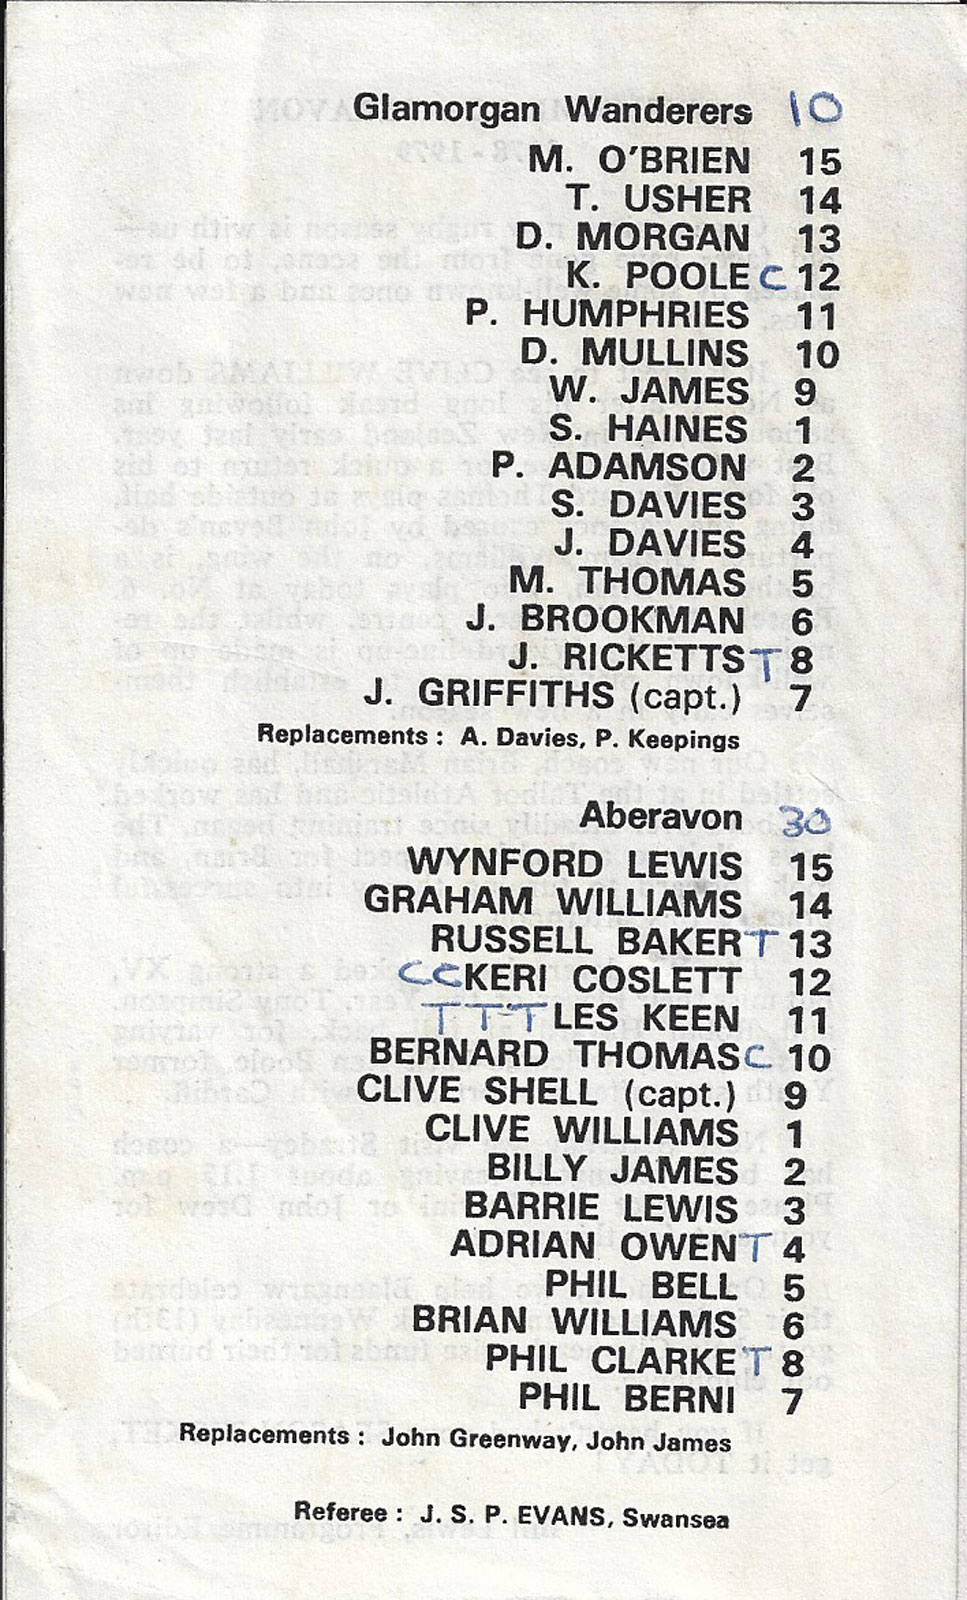 Glamorgan Wanderers 10
M. O'BRIEN 15
T. USHER 14
D. MORGAN 13
K. POOLE C 12
P. HUMPHRIES 11
D. MULLINS 10
W. JAMES 9
S. HAINES 1
P. ADAMSON 2
S. DAVIES 3
J. DAVIES 4
M. THOMAS 5
J. BROOKMAN 6
J. RICKETTS T 8
J. GRIFFITHS (capt.) 7
Replacements : A. Davies, P. Keepings
Aberavon 30
WYNFORD LEWIS 15
GRAHAM WILLIAMS 14
RUSSELL BAKER T 13
C C KERI COSLETT 12
T T T LES KEEN 11
BERNARD THOMAS C 10
CLIVE SHELL (capt.) 9
CLIVE WILLIAMS 1
BILLY JAMES 2
BARRIE LEWIS 3
ADRIAN OWEN T 4
PHIL BELL 5
BRIAN WILLIAMS 6
PHIL CLARKE T 8
PHIL BERNI 7
Replacements : John Greenway, John James
Referee : J. S. P. EVANS, Swansea